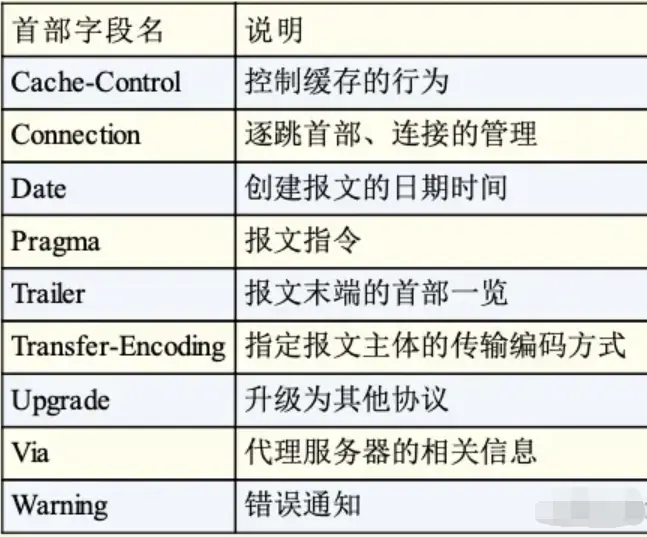 首部字段名 说明
Cache-Control 控制缓存的行为
Connection 逐跳首部、连接的管理
Date 创建报文的日期时间
Pragma 报文指令
Trailer 报文末端的首部一览
Transfer-Encoding 指定报文主体的传输编码方式
Upgrade 升级为其他协议
Via 代理服务器的相关信息
Warning 错误通知